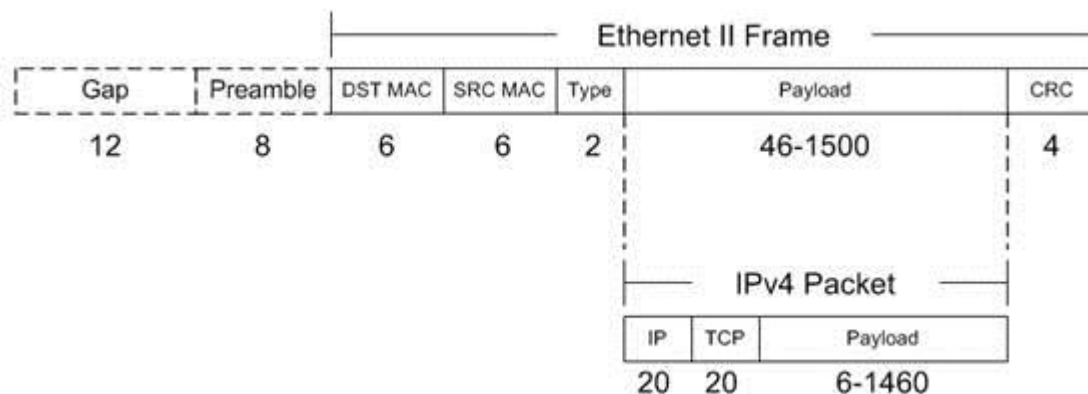 Ethernet II Frame
Gap Preamble DST MAC SRC MAC Type Payload CRC
12 8 6 6 2 46-1500 4
IPv4 Packet
IP TCP Payload
20 20 6-1460